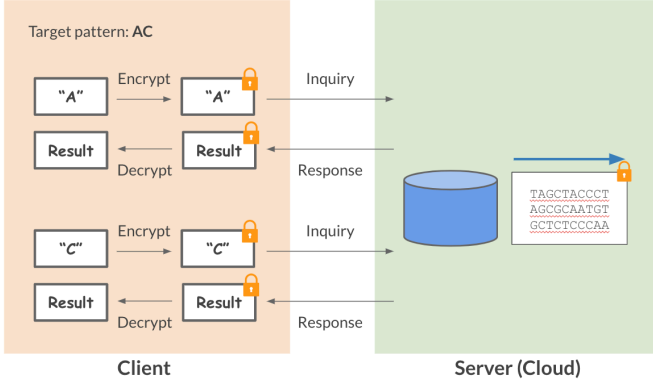 Target pattern: AC
Encrypt
Inquiry
“A”
“A”
Result
Result
Decrypt
Response
TAGCTACCCT
AGCGCAATGT
GCTCTCCCAA
Encrypt
Inquiry
“C”
“C”
Result
Result
Decrypt
Response
Client
Server (Cloud)